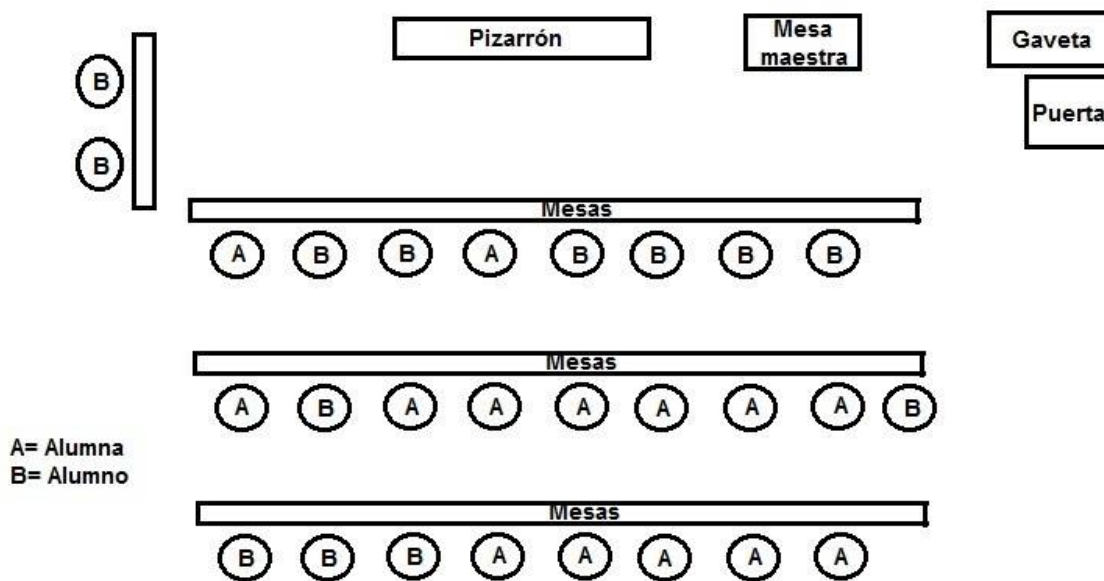 Pizarrón
Mesa
maestra
Gaveta
Puerta
B
B
Mesas
A B B A B B B B
Mesas
A B A A A A A A B
A= Alumna
B= Alumno
Mesas
B B B A A A A A